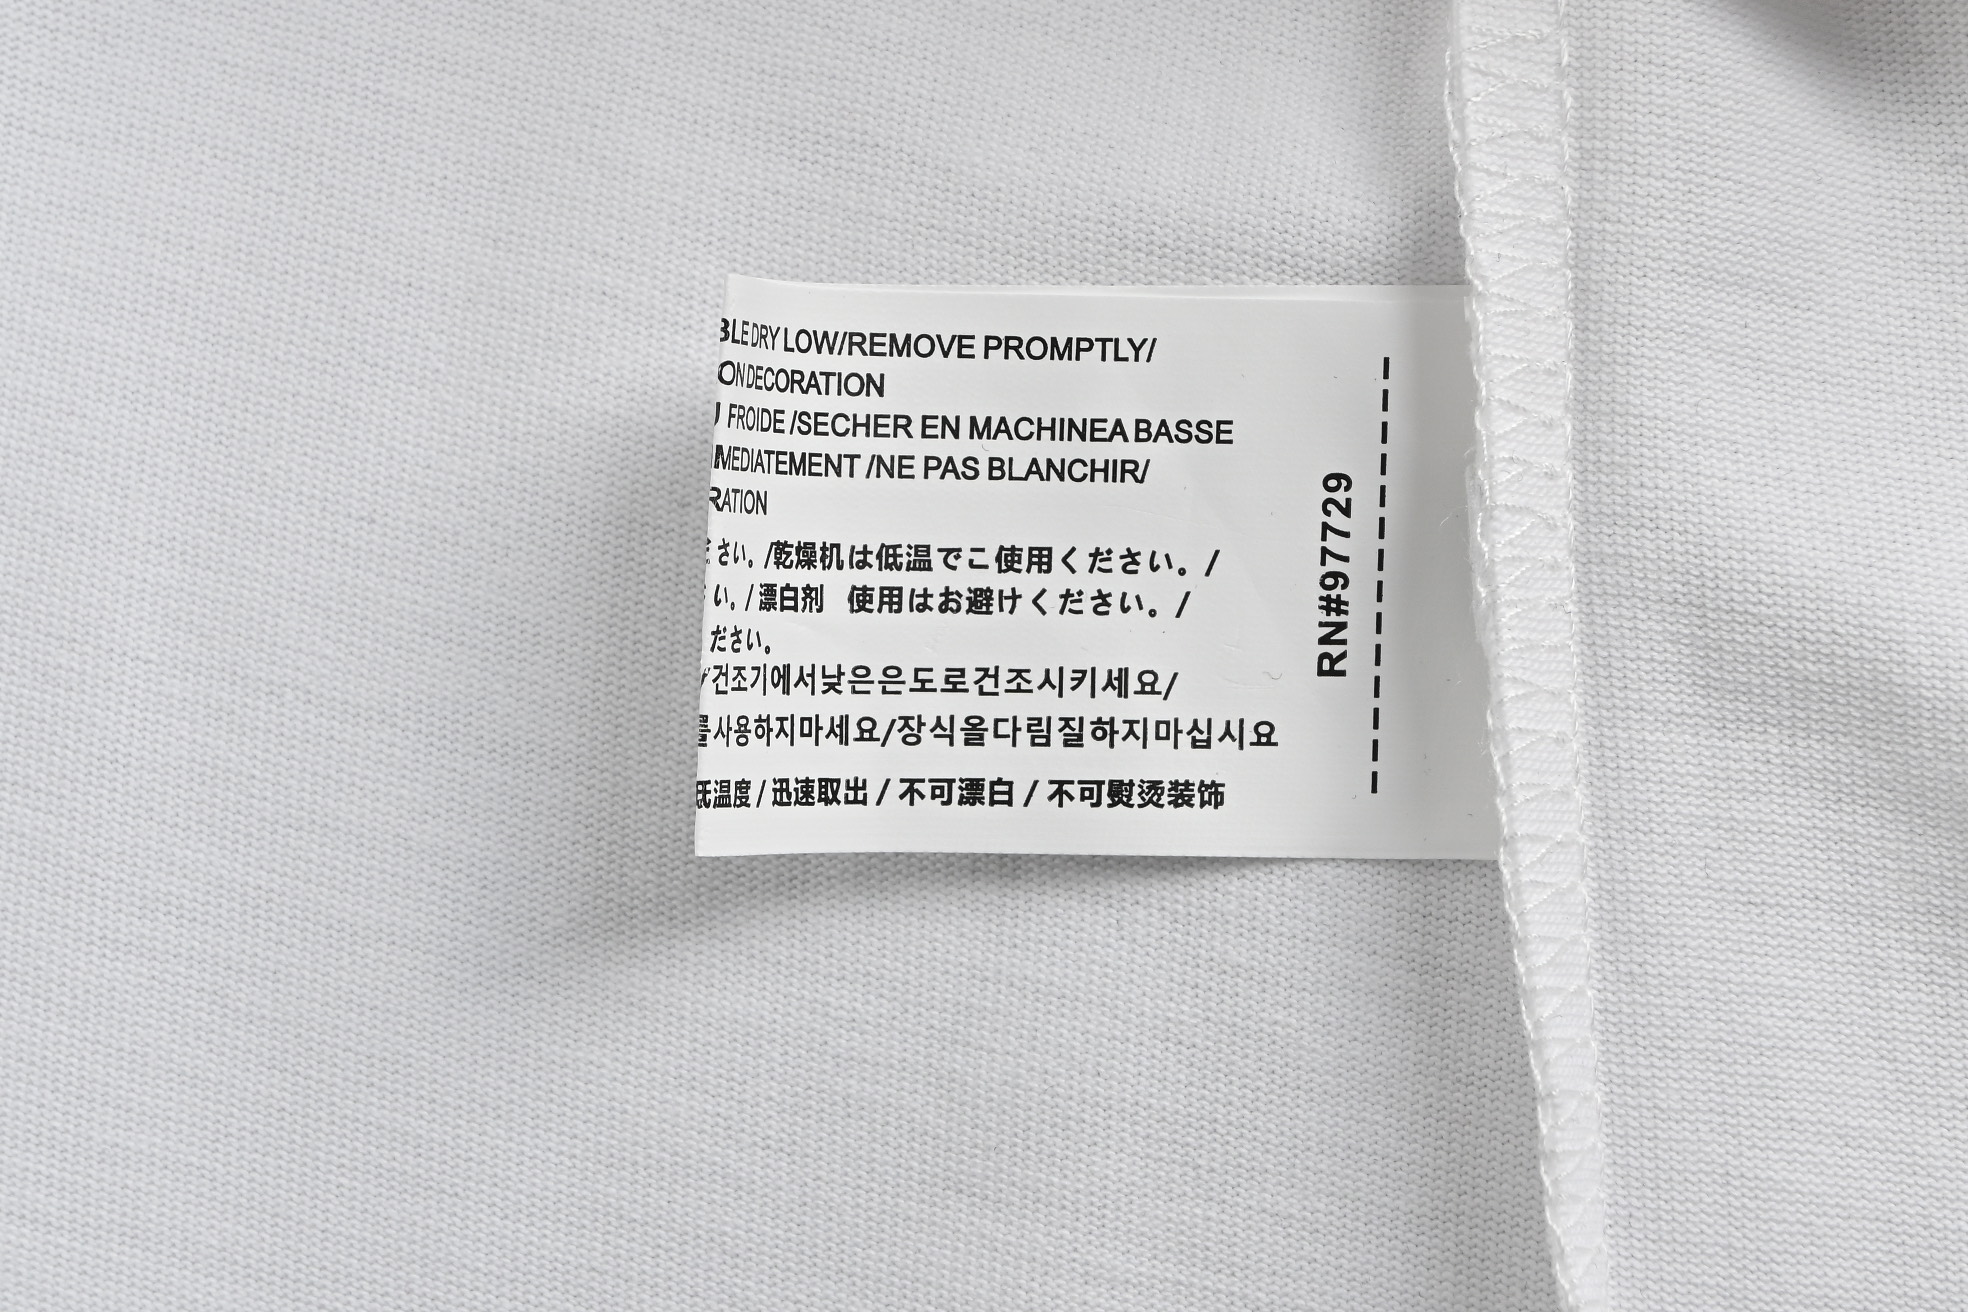 DRY LOW/REMOVE PROMPTLY/
DECORATION
FROIDE /SECHER EN MACHINEA BASSE
/NE PAS BLANCHIR/
さい。/乾燥机は低温でこ使用ください。/
い。/漂白剤 使用はお避けください。/
ださい。
건조기에서낮은은도로건조시키세요/
사용하지마세요/장식올다림질하지마십시요
温度 / 迅速取出 / 不可漂白 / 不可熨烫装饰
RN#97729